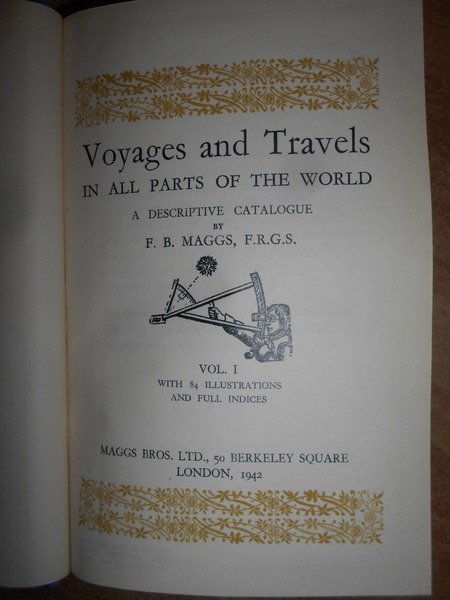 Voyages and Travels
IN ALL PARTS OF THE WORLD
A DESCRIPTIVE CATALOGUE
BY
F. B. MAGGS, F.R.G.S.
VOL. I
WITH 84 ILLUSTRATIONS
AND FULL INDICES
MAGGS BROS. LTD., 50 BERKELEY SQUARE
LONDON, 1942